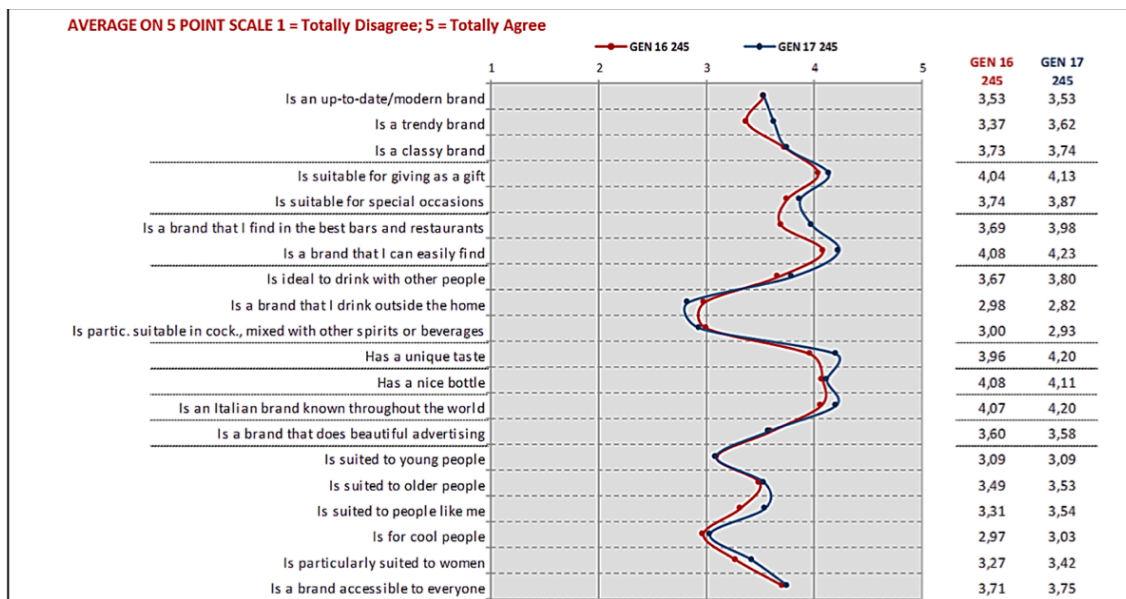 AVERAGE ON 5 POINT SCALE 1 = Totally Disagree; 5 = Totally Agree
GEN 16 245 GEN 17 245
1 2 3 4 5 GEN 16 GEN 17
245 245
Is an up-to-date/modern brand 3,53 3,53
Is a trendy brand 3,37 3,62
Is a classy brand 3,73 3,74
Is suitable for giving as a gift 4,04 4,13
Is suitable for special occasions 3,74 3,87
Is a brand that I find in the best bars and restaurants 3,69 3,98
Is a brand that I can easily find 4,08 4,23
Is ideal to drink with other people 3,67 3,80
Is a brand that I drink outside the home 2,98 2,82
Is partic. suitable in cock., mixed with other spirits or beverages 3,00 2,93
Has a unique taste 3,96 4,20
Has a nice bottle 4,08 4,11
Is an Italian brand known throughout the world 4,07 4,20
Is a brand that does beautiful advertising 3,60 3,58
Is suited to young people 3,09 3,09
Is suited to older people 3,49 3,53
Is suited to people like me 3,31 3,54
Is for cool people 2,97 3,03
Is particularly suited to women 3,27 3,42
Is a brand accessible to everyone 3,71 3,75